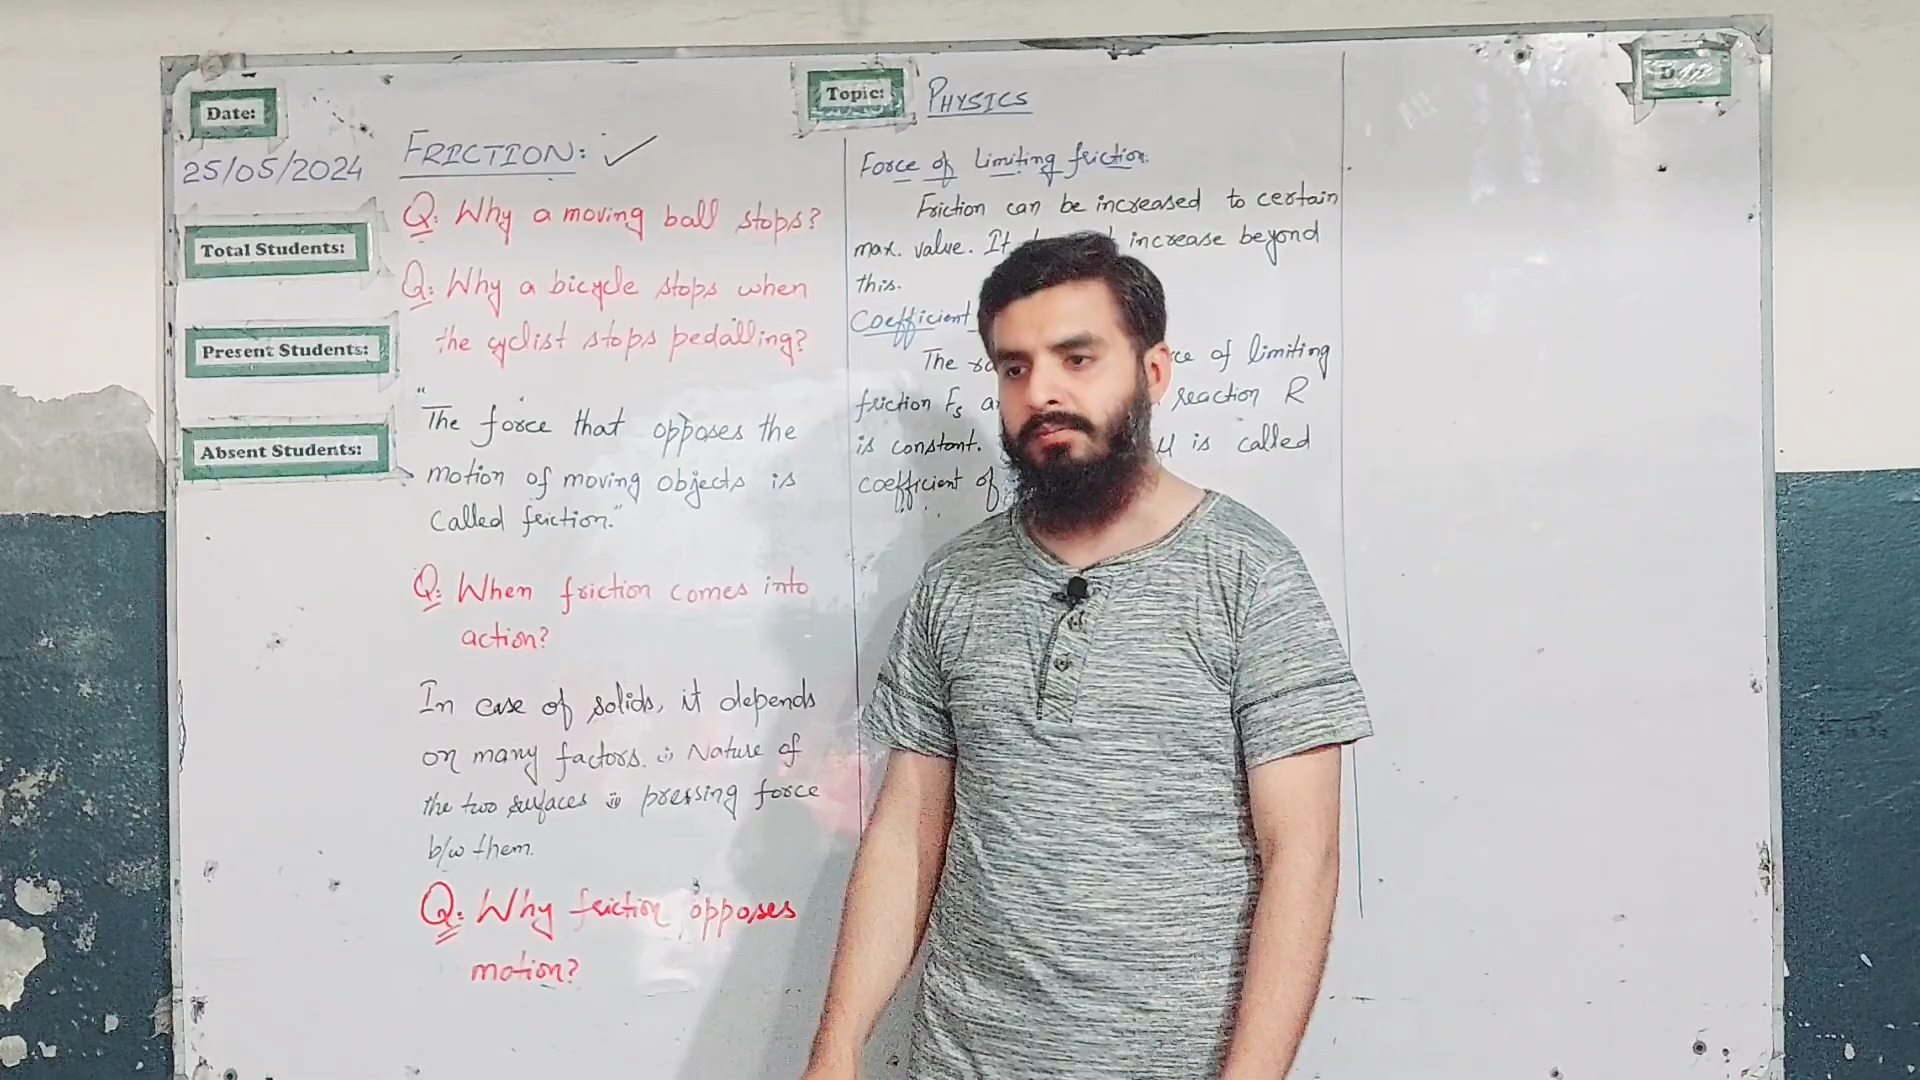 Date:
25/05/2024
Total Students:
Present Students:
Absent Students:
Topic: PHYSICS
FRICTION: ✓
Q: Why a moving ball stops?
Q: Why a bicycle stops when
the cyclist stops pedalling?
"The force that opposes the
motion of moving objects is
called friction."
Q: When friction comes into
action?
In case of solids, it depends
on many factors. (i) Nature of
the two surfaces (ii) pressing force
b/w them.
Q: Why friction opposes
motion?
Force of Limiting friction:
Friction can be increased to certain
max. value. It increase beyond
this.
Coefficient
The of limiting
friction Fs reaction R
is constant. μ is called
coefficient of